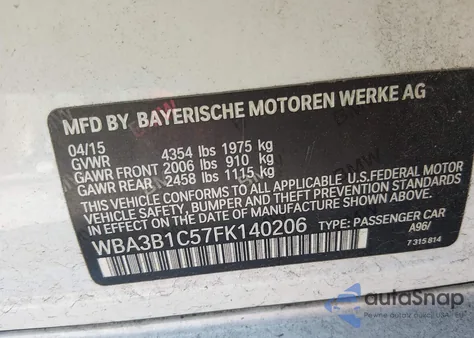 MFD BY BAYERISCHE MOTOREN WERKE AG
04/15
GVWR 4354 lbs 1975 kg
GAWR FRONT 2006 lbs 910 kg
GAWR REAR 2458 lbs 1115 kg
THIS VEHICLE CONFORMS TO ALL APPLICABLE U.S.FEDERAL MOTOR
VEHICLE SAFETY, BUMPER AND THEFT PREVENTION STANDARDS
IN EFFECT ON THE DATE OF MANUFACTURE SHOWN ABOVE.
WBA3B1C57FK140206 TYPE: PASSENGER CAR
A96/
7 315 814
autoSnap